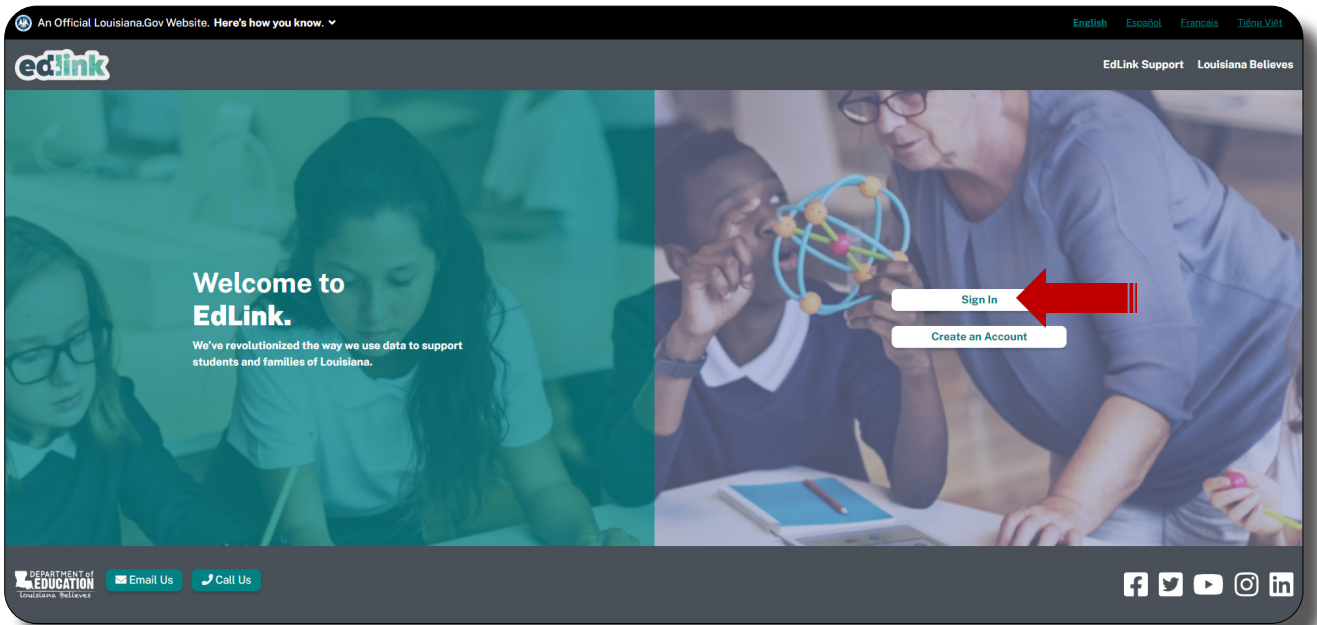 An Official Louisiana.Gov Website. Here's how you know.
English Español Français Tiếng Việt
edlink
EdLink Support Louisiana Believes
Welcome to
EdLink.
We've revolutionized the way we use data to support
students and families of Louisiana.
Sign In
Create an Account
DEPARTMENT of
EDUCATION
Louisiana Believes
Email Us
Call Us